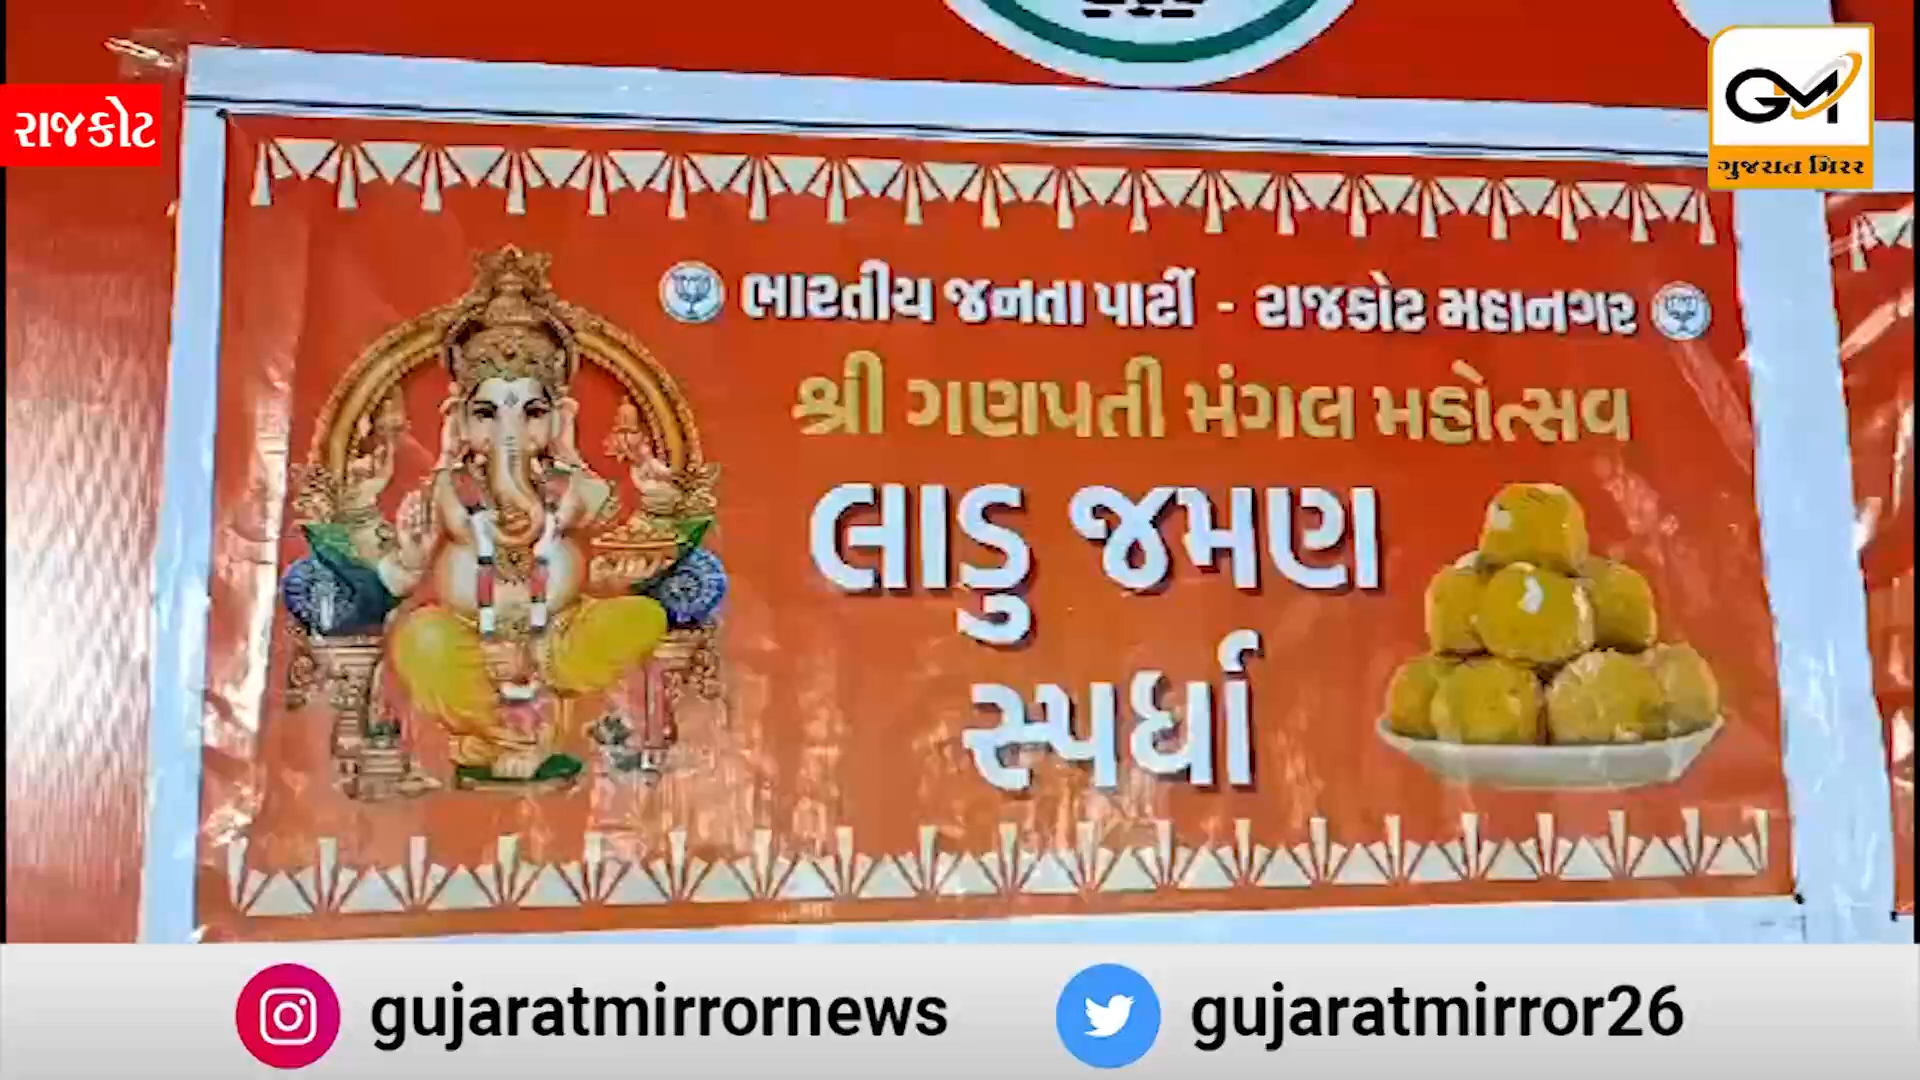 રાજકોટ
GM
ગુજરાત મિરર
ભારતીય જનતા પાર્ટી - રાજકોટ મહાનગર
શ્રી ગણપતી મંગલ મહોત્સવ
લાડુ જમણ
સ્પર્ધા
gujaratmirrornews
gujaratmirror26